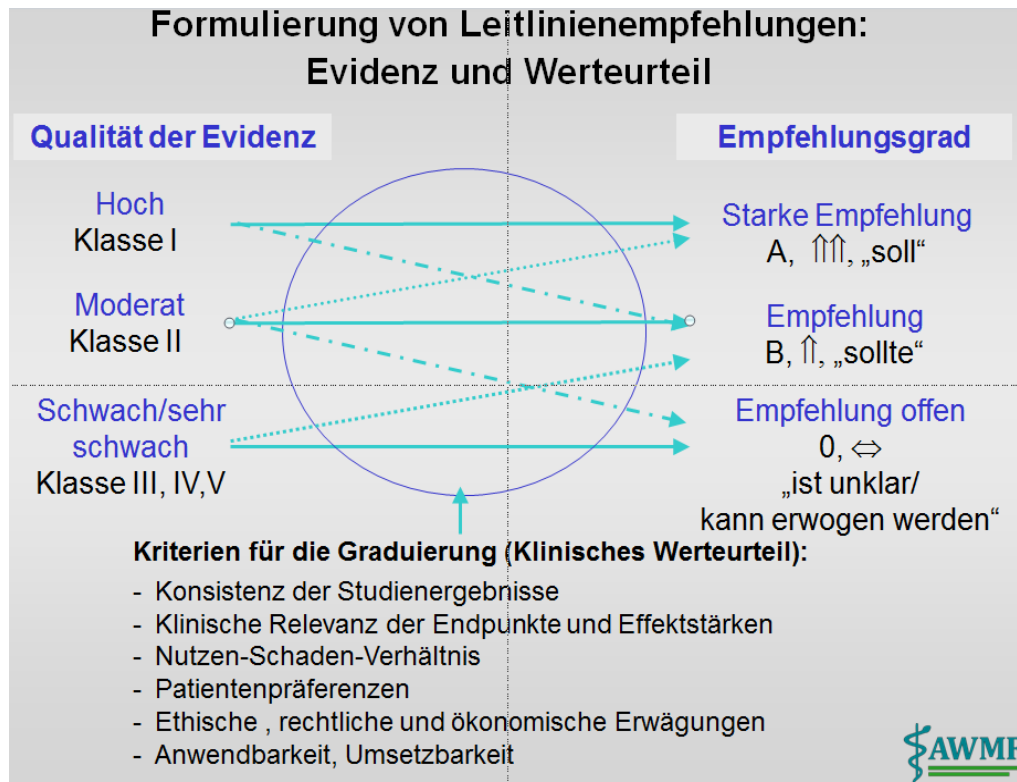 Formulierung von Leitlinienempfehlungen:
Evidenz und Werteurteil
Qualität der Evidenz
Empfehlungsgrad
Hoch
Klasse I
Starke Empfehlung
A, ⇑⇑, „soll“
Moderat
Klasse II
Empfehlung
B, ⇑, „sollte“
Schwach/sehr
schwach
Klasse III, IV,V
Empfehlung offen
0, ⇔
„ist unklar/
kann erwogen werden“
Kriterien für die Graduierung (Klinisches Werteurteil):
- Konsistenz der Studienergebnisse
- Klinische Relevanz der Endpunkte und Effektstärken
- Nutzen-Schaden-Verhältnis
- Patientenpräferenzen
- Ethische , rechtliche und ökonomische Erwägungen
- Anwendbarkeit, Umsetzbarkeit
AWMF